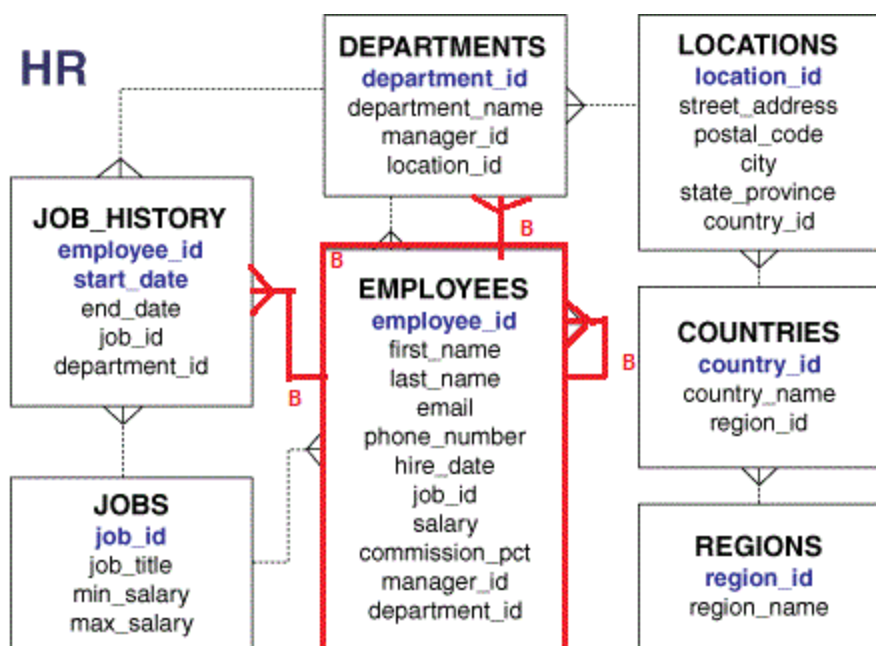 HR
DEPARTMENTS
department_id
department_name
manager_id
location_id
LOCATIONS
location_id
street_address
postal_code
city
state_province
country_id
JOB_HISTORY
employee_id
start_date
end_date
job_id
department_id
B
B
EMPLOYEES
employee_id
first_name
last_name
email
phone_number
hire_date
job_id
salary
commission_pct
manager_id
department_id
B
B
COUNTRIES
country_id
country_name
region_id
JOBS
job_id
job_title
min_salary
max_salary
REGIONS
region_id
region_name